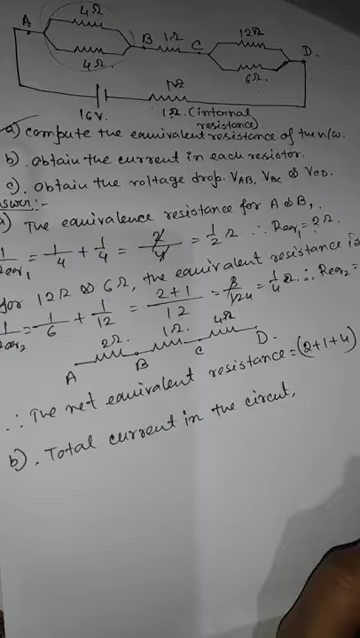 4Ω
A B 1Ω C 12Ω D.
4Ω 6Ω
1Ω
16V. 1Ω. (internal resistance)
a) compute the equivalent resistance of the n/w.
b). obtain the current in each resistor.
c). obtain the voltage drop. VAB, VBC & VCD.
The equivalence resistance for A & B,
1/Req1 = 1/4 + 1/4 = 2/4 = 1/2 Ω ∴ Req1 = 2Ω.
for 12Ω & 6Ω, the equivalent resistance is
= 1/6 + 1/12 = 2+1/12 = 3/12 4 = 1/4 Ω. ∴ Req2 =
2Ω. 1Ω. 4Ω
A B C D.
∴ The net equivalent resistance = (2+1+4)
b). Total current in the circut,